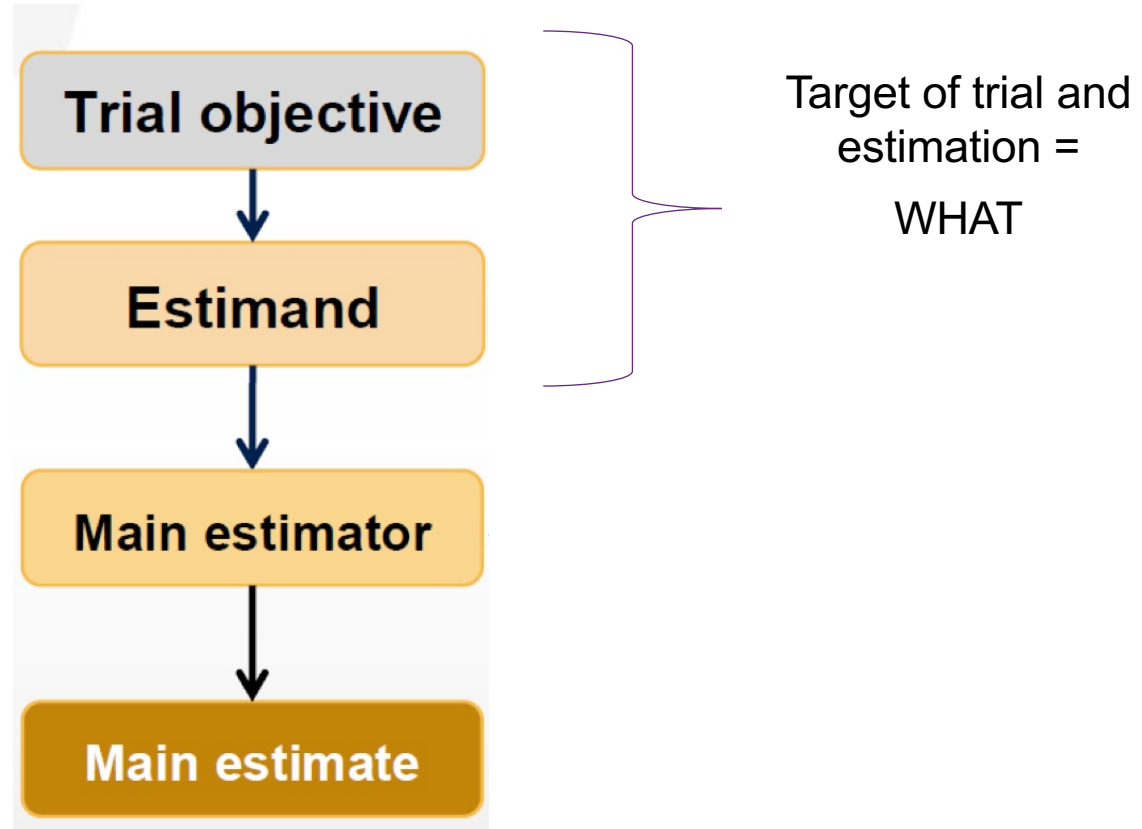 Trial objective
Estimand
Main estimator
Main estimate
Target of trial and
estimation =
WHAT